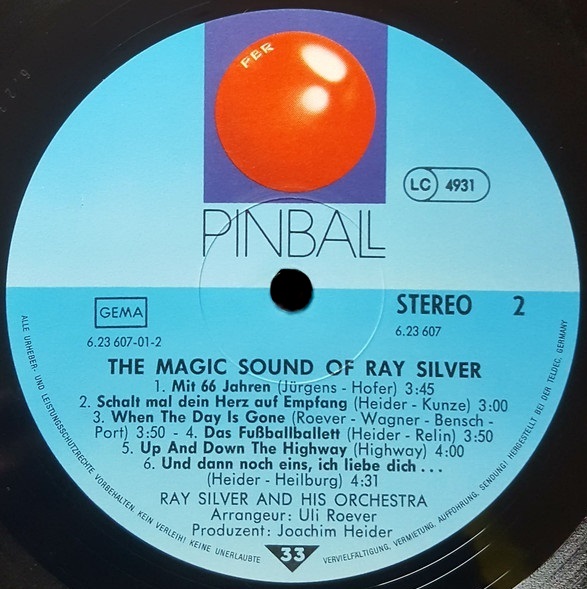 FBR
LC 4931
PINBALL
GEMA
STEREO 2
6.23 607-01-2
6.23 607
THE MAGIC SOUND OF RAY SILVER
1. Mit 66 Jahren (Jürgens - Hofer) 3:45
2. Schalt mal dein Herz auf Empfang (Heider - Kunze) 3:00
3. When The Day Is Gone (Roever - Wagner - Bensch -
Port) 3:50 - 4. Das Fußballballett (Heider - Relin) 3:50
5. Up And Down The Highway (Highway) 4:00
6. Und dann noch eins, ich liebe dich . . .
(Heider - Heilburg) 4:31
RAY SILVER AND HIS ORCHESTRA
Arrangeur: Uli Roever
Produzent: Joachim Heider
33
ALLE URHEBER- UND LEISTUNGSSCHUTZRECHTE VORBEHALTEN. KEIN VERLEIH! KEINE UNERLAUBTE VERVIELFÄLTIGUNG, VERMIETUNG, AUFFÜHRUNG, SENDUNG! HERGESTELLT BEI DER TELDEC, GERMANY